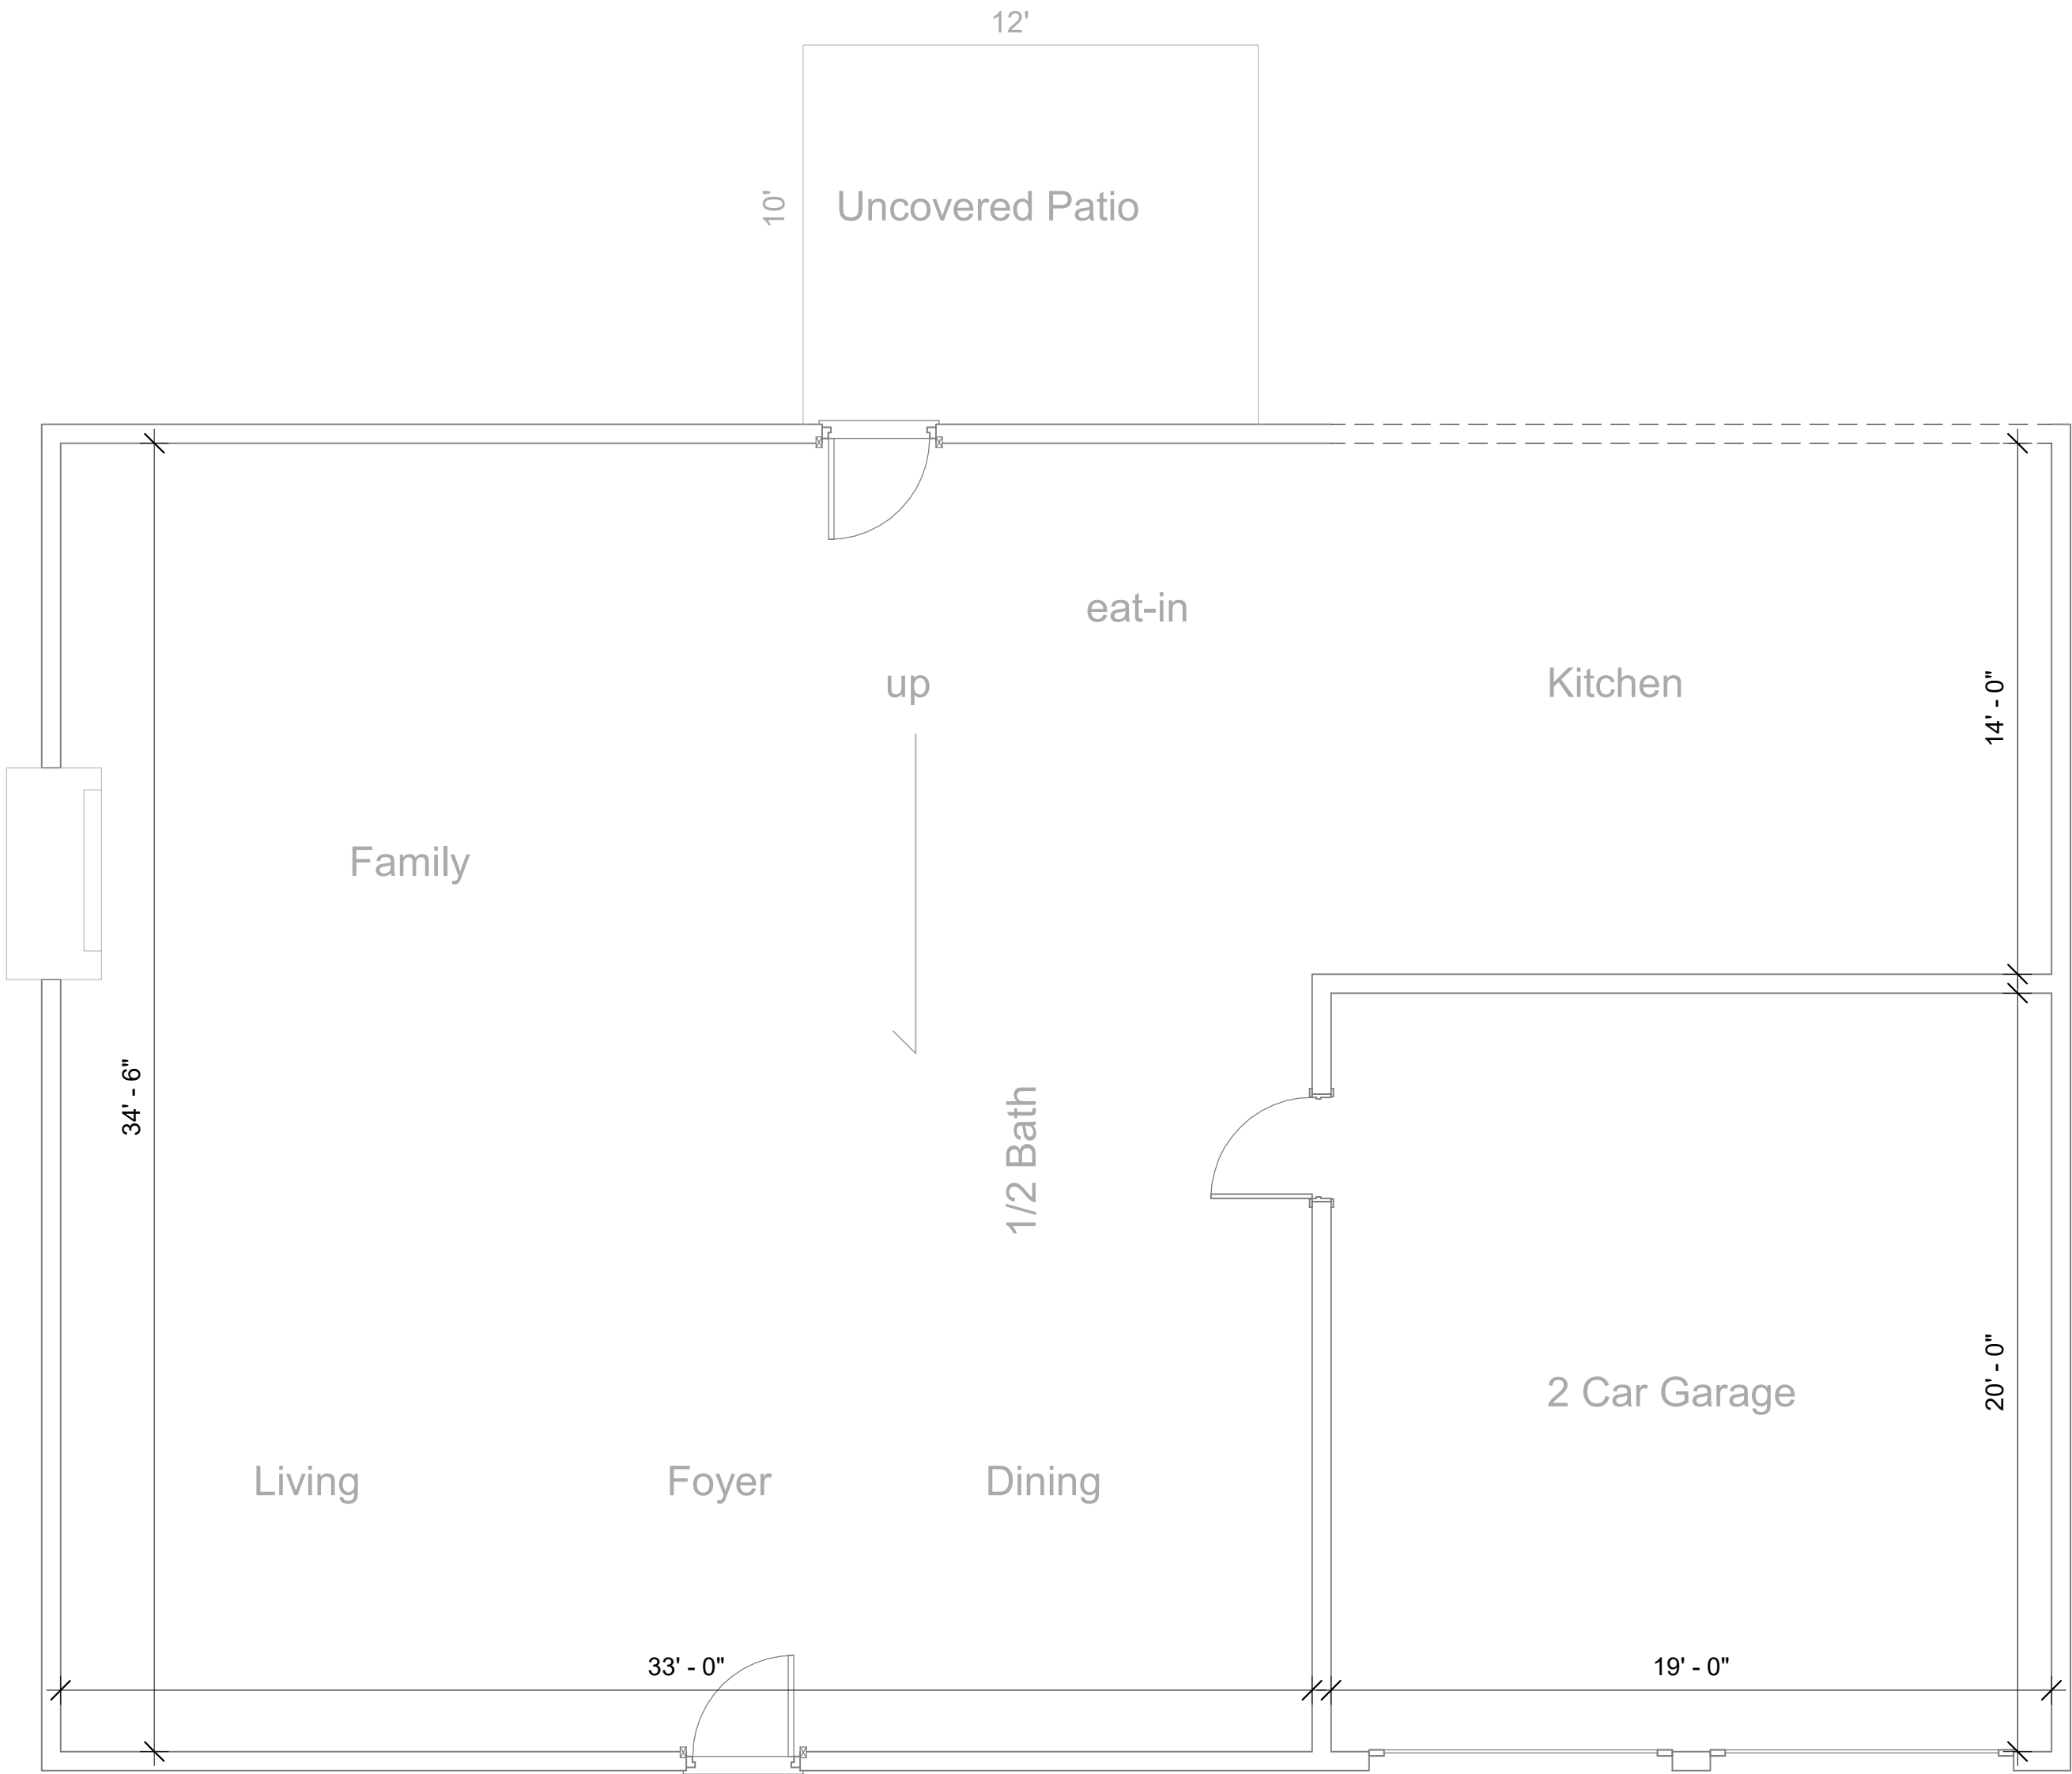 12'
10'
Uncovered Patio
eat-in
up
Kitchen
14' - 0"
Family
34' - 6"
1/2 Bath
20' - 0"
2 Car Garage
Living
Foyer
Dining
33' - 0"
19' - 0"